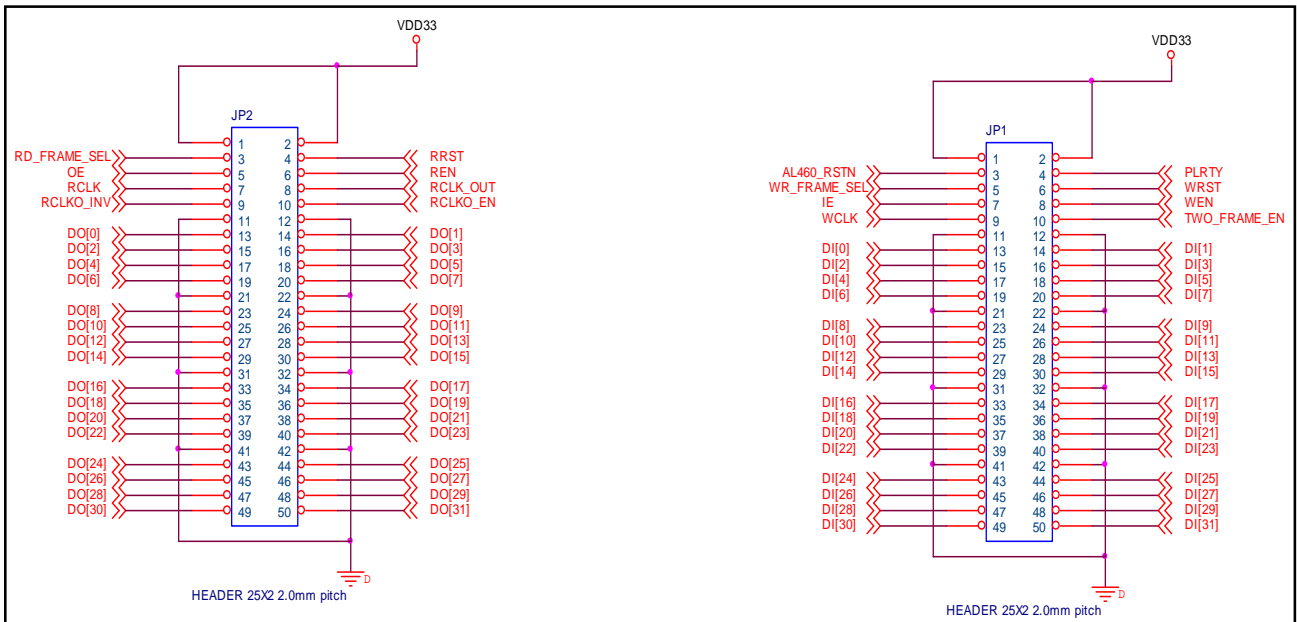 VDD33
JP2
1 2
RD_FRAME_SEL 3 4 RRST
OE 5 6 REN
RCLK 7 8 RCLK_OUT
RCLKO_INV 9 10 RCLKO_EN
11 12
DO[0] 13 14 DO[1]
DO[2] 15 16 DO[3]
DO[4] 17 18 DO[5]
DO[6] 19 20 DO[7]
21 22
DO[8] 23 24 DO[9]
DO[10] 25 26 DO[11]
DO[12] 27 28 DO[13]
DO[14] 29 30 DO[15]
31 32
DO[16] 33 34 DO[17]
DO[18] 35 36 DO[19]
DO[20] 37 38 DO[21]
DO[22] 39 40 DO[23]
41 42
DO[24] 43 44 DO[25]
DO[26] 45 46 DO[27]
DO[28] 47 48 DO[29]
DO[30] 49 50 DO[31]
D
HEADER 25X2 2.0mm pitch
VDD33
JP1
1 2
AL460_RSTN 3 4 PLRTY
WR_FRAME_SEL 5 6 WRST
IE 7 8 WEN
WCLK 9 10 TWO_FRAME_EN
11 12
DI[0] 13 14 DI[1]
DI[2] 15 16 DI[3]
DI[4] 17 18 DI[5]
DI[6] 19 20 DI[7]
21 22
DI[8] 23 24 DI[9]
DI[10] 25 26 DI[11]
DI[12] 27 28 DI[13]
DI[14] 29 30 DI[15]
31 32
DI[16] 33 34 DI[17]
DI[18] 35 36 DI[19]
DI[20] 37 38 DI[21]
DI[22] 39 40 DI[23]
41 42
DI[24] 43 44 DI[25]
DI[26] 45 46 DI[27]
DI[28] 47 48 DI[29]
DI[30] 49 50 DI[31]
D
HEADER 25X2 2.0mm pitch